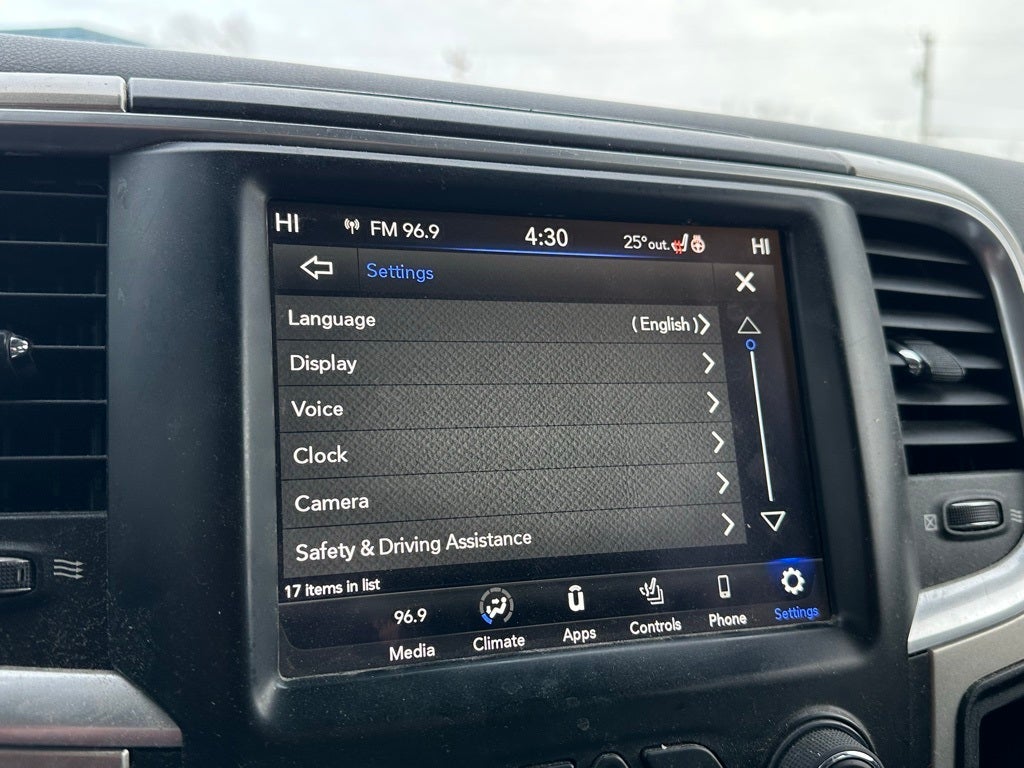 HI FM 96.9 4:30 25° out. HI
Settings
Language (English)
Display
Voice
Clock
Camera
Safety & Driving Assistance
17 items in list
96.9
Media Climate Apps Controls Phone Settings